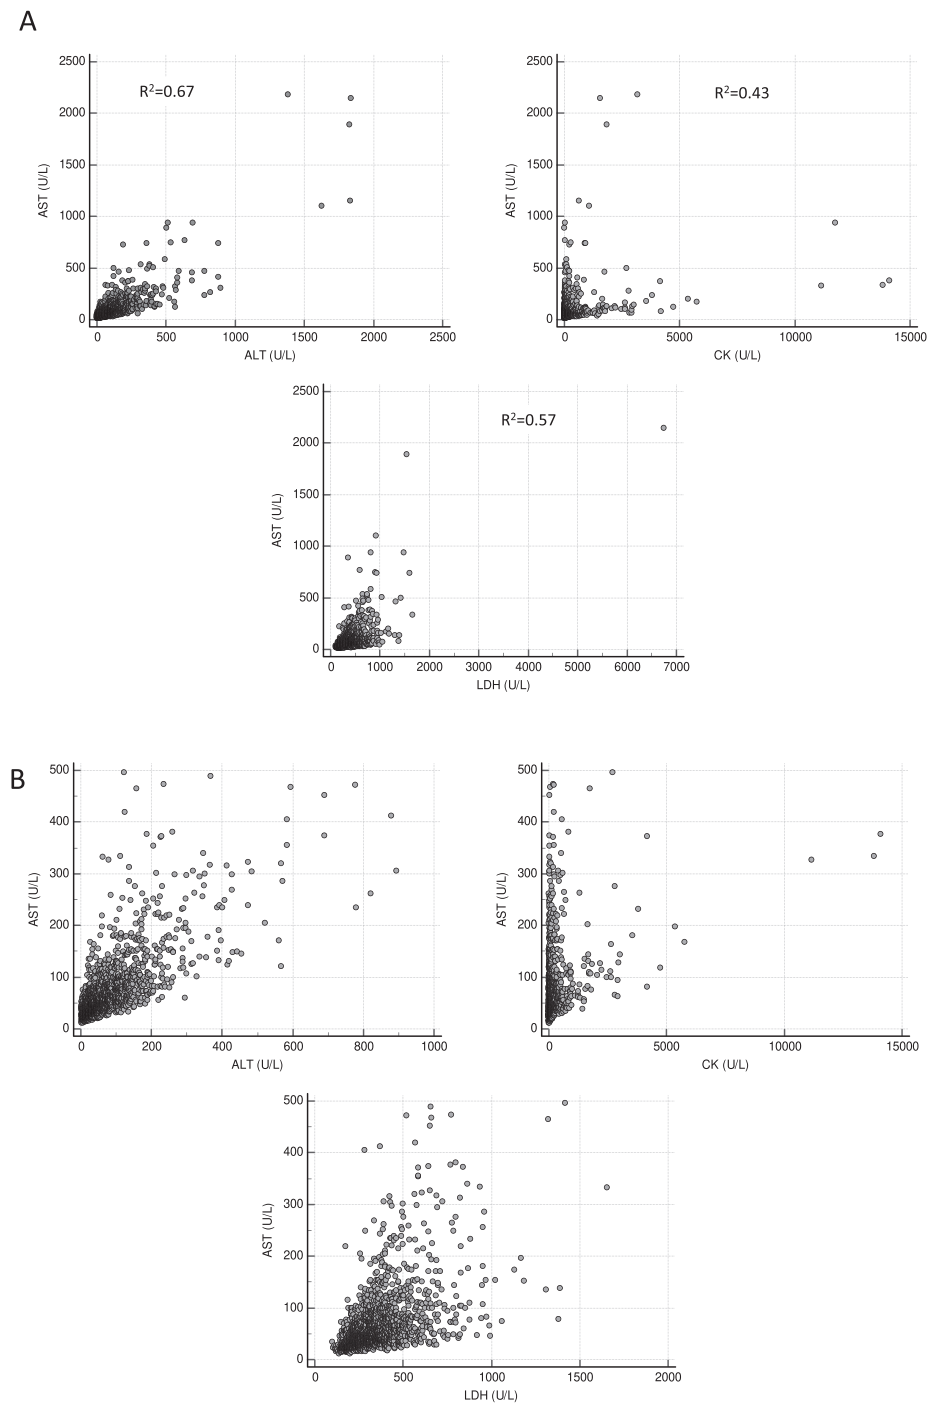 A
R²=0.67
2500
2000
1500
1000
500
0
AST (U/L)
0 500 1000 1500 2000 2500
ALT (U/L)
R²=0.43
2500
2000
1500
1000
500
0
AST (U/L)
0 5000 10000 15000
CK (U/L)
R²=0.57
2500
2000
1500
1000
500
0
AST (U/L)
0 1000 2000 3000 4000 5000 6000 7000
LDH (U/L)
B
500
400
300
200
100
0
AST (U/L)
0 200 400 600 800 1000
ALT (U/L)
500
400
300
200
100
0
AST (U/L)
0 5000 10000 15000
CK (U/L)
500
400
300
200
100
0
AST (U/L)
0 500 1000 1500 2000
LDH (U/L)